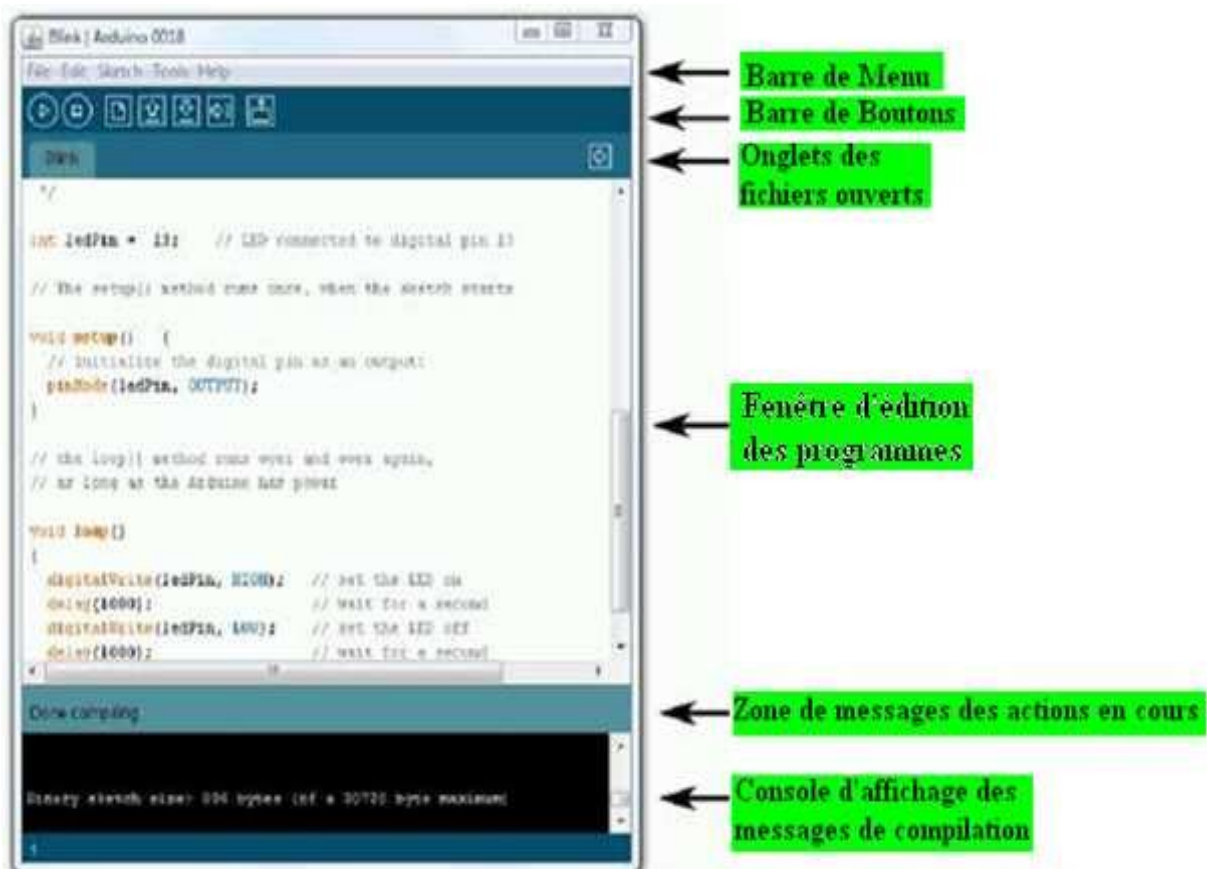 Blink | Arduino 0018
File Edit Sketch Tools Help
Barre de Menu
Barre de Boutons
Blink
Onglets des
fichiers ouverts
*/
int ledPin = 13; // LED connected to digital pin 13
// The setup() method runs once, when the sketch starts
void setup() {
// initialize the digital pin as an output:
pinMode(ledPin, OUTPUT);
}
Fenêtre d'édition
des programmes
// the loop() method runs over and over again,
// as long as the Arduino has power
void loop()
{
digitalWrite(ledPin, HIGH); // set the LED on
delay(1000); // wait for a second
digitalWrite(ledPin, LOW); // set the LED off
delay(1000); // wait for a second
Done compiling
Zone de messages des actions en cours
Binary sketch size: bytes (of a 30720 byte maximum)
Console d'affichage des
messages de compilation